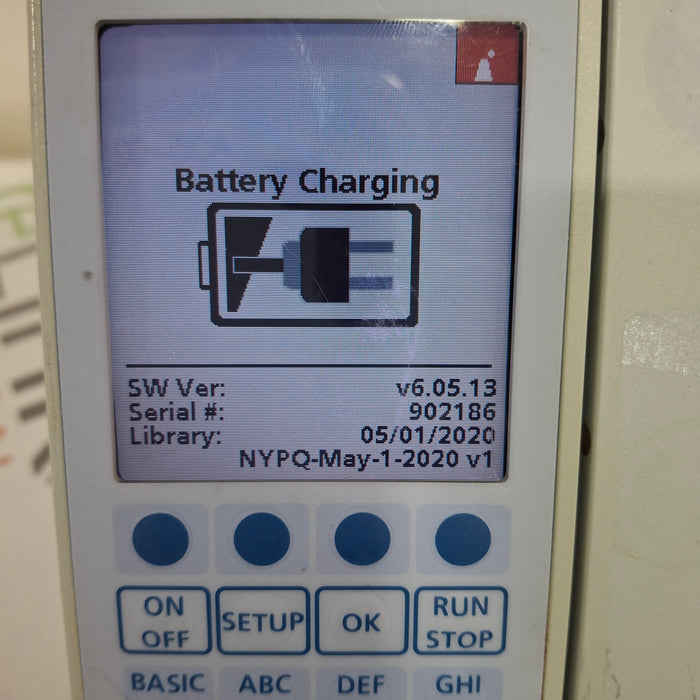 Battery Charging
SW Ver: v6.05.13
Serial #: 902186
Library: 05/01/2020
NYPQ-May-1-2020 v1
ON OFF
SETUP
OK
RUN STOP
BASIC ABC DEF GHI